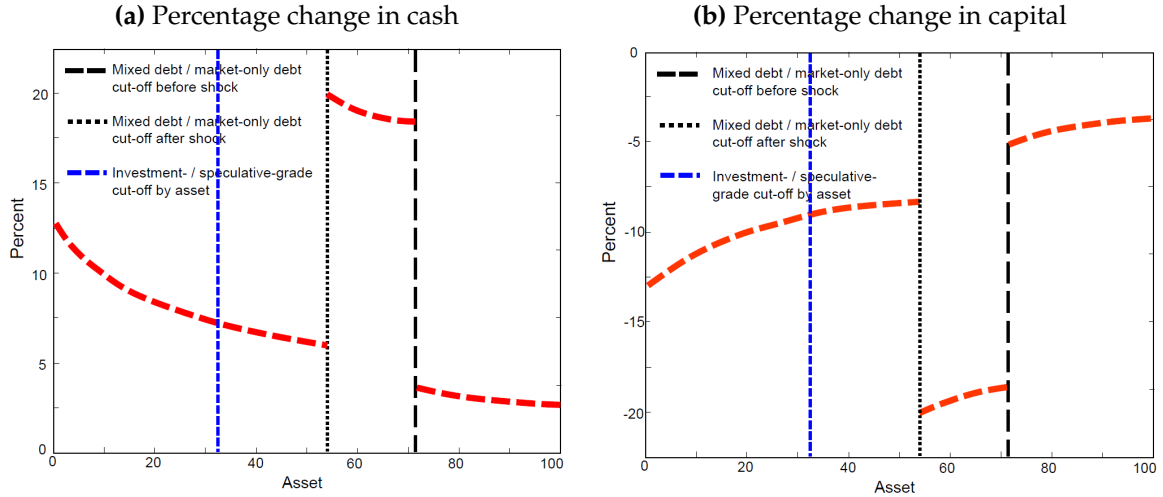 (a) Percentage change in cash
Mixed debt / market-only debt
cut-off before shock
Mixed debt / market-only debt
cut-off after shock
Investment- / speculative-grade
cut-off by asset
Percent
20
15
10
5
0
0 20 40 60 80 100
Asset
(b) Percentage change in capital
Mixed debt / market-only debt
cut-off before shock
Mixed debt / market-only debt
cut-off after shock
Investment- / speculative-
grade cut-off by asset
Percent
0
-5
-10
-15
-20
0 20 40 60 80 100
Asset